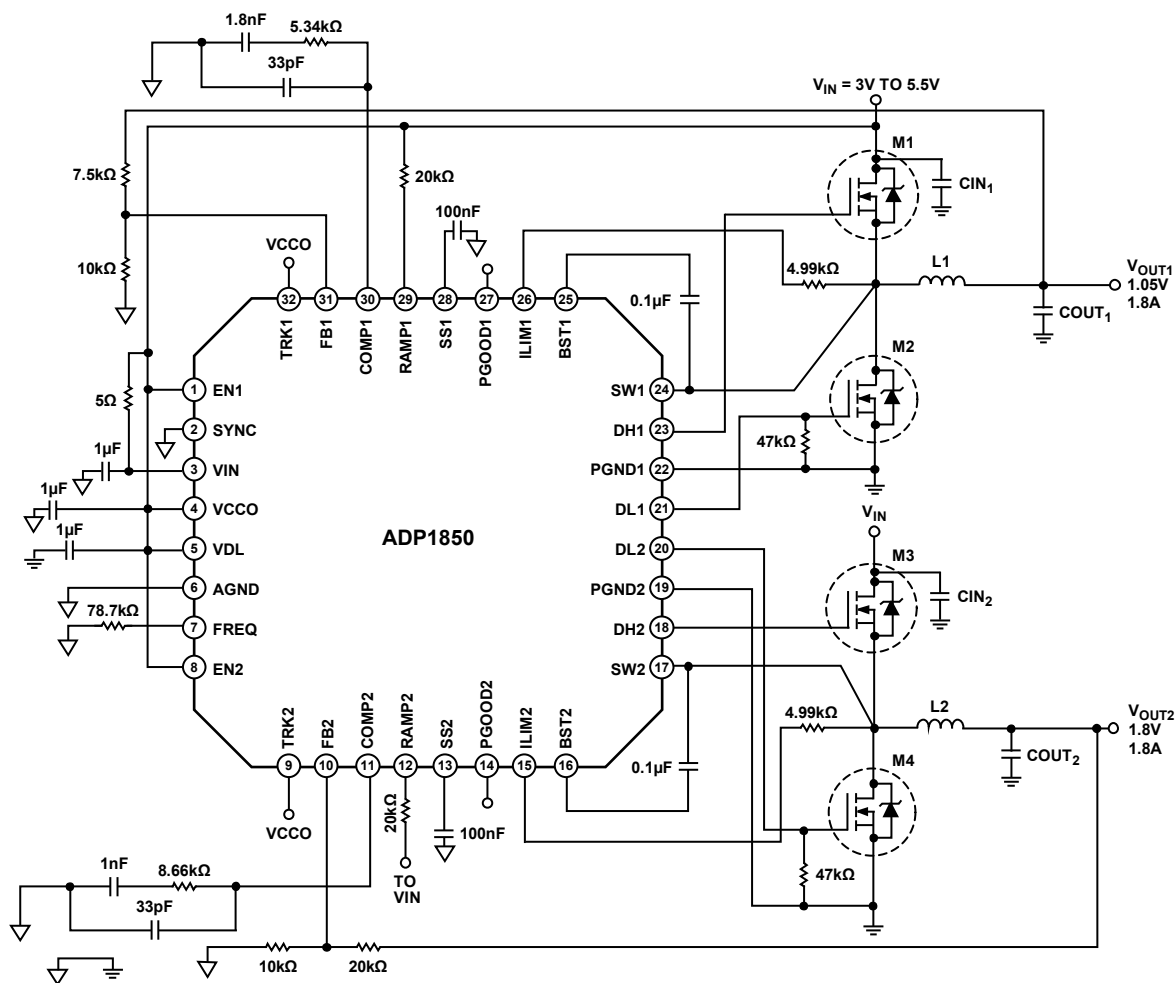 1.8nF
5.34kΩ
33pF
V_IN = 3V TO 5.5V
M1
7.5kΩ
20kΩ
CIN₁
100nF
VCCO
10kΩ
4.99kΩ
L1
V_OUT1
1.05V
1.8A
0.1µF
COUT₁
32
31
30
29
28
27
26
25
TRK1
FB1
COMP1
RAMP1
SS1
PGOOD1
ILIM1
BST1
M2
5Ω
1 EN1
2 SYNC
3 VIN
4 VCCO
5 VDL
6 AGND
7 FREQ
8 EN2
1µF
1µF
1µF
78.7kΩ
ADP1850
SW1 24
DH1 23
PGND1 22
DL1 21
DL2 20
PGND2 19
DH2 18
SW2 17
47kΩ
V_IN
M3
CIN₂
4.99kΩ
L2
V_OUT2
1.8V
1.8A
COUT₂
M4
TRK2
FB2
COMP2
RAMP2
SS2
PGOOD2
ILIM2
BST2
9
10
11
12
13
14
15
16
0.1µF
VCCO
20kΩ
100nF
TO
VIN
47kΩ
1nF
8.66kΩ
33pF
10kΩ
20kΩ